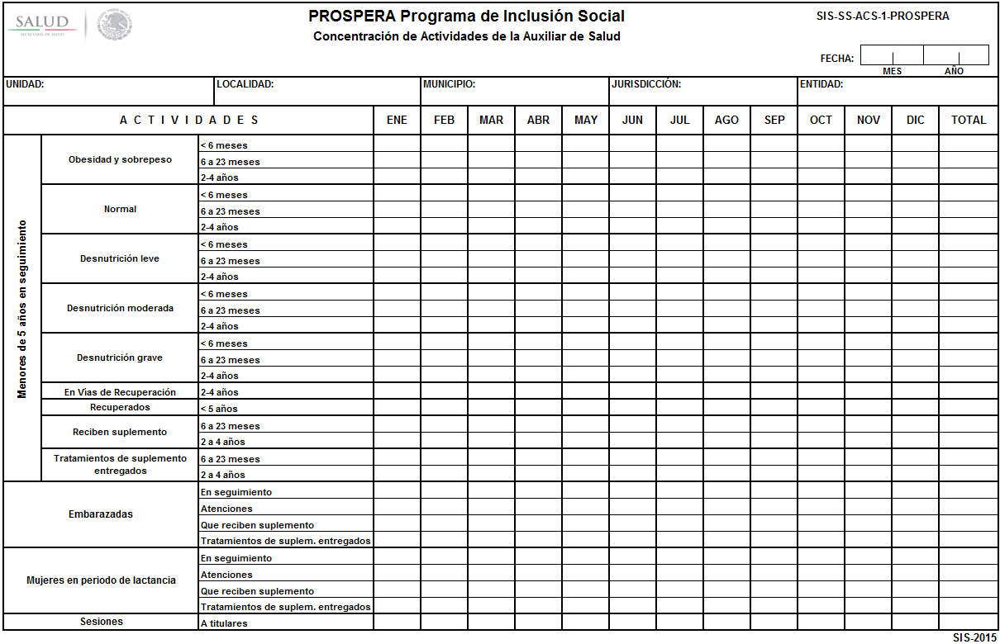 SALUD
SECRETARÍA DE SALUD
PROSPERA Programa de Inclusión Social
Concentración de Actividades de la Auxiliar de Salud
SIS-SS-ACS-1-PROSPERA
FECHA:
MES AÑO
UNIDAD: LOCALIDAD: MUNICIPIO: JURISDICCIÓN: ENTIDAD:
A C T I V I D A D E S ENE FEB MAR ABR MAY JUN JUL AGO SEP OCT NOV DIC TOTAL
Menores de 5 años en seguimiento
Obesidad y sobrepeso
< 6 meses
6 a 23 meses
2-4 años
Normal
< 6 meses
6 a 23 meses
2-4 años
Desnutrición leve
< 6 meses
6 a 23 meses
2-4 años
Desnutrición moderada
< 6 meses
6 a 23 meses
2-4 años
Desnutrición grave
< 6 meses
6 a 23 meses
2-4 años
En Vías de Recuperación 2-4 años
Recuperados < 5 años
Reciben suplemento
6 a 23 meses
2 a 4 años
Tratamientos de suplemento
entregados
6 a 23 meses
2 a 4 años
Embarazadas
En seguimiento
Atenciones
Que reciben suplemento
Tratamientos de suplem. entregados
Mujeres en periodo de lactancia
En seguimiento
Atenciones
Que reciben suplemento
Tratamientos de suplem. entregados
Sesiones A titulares
SIS-2015